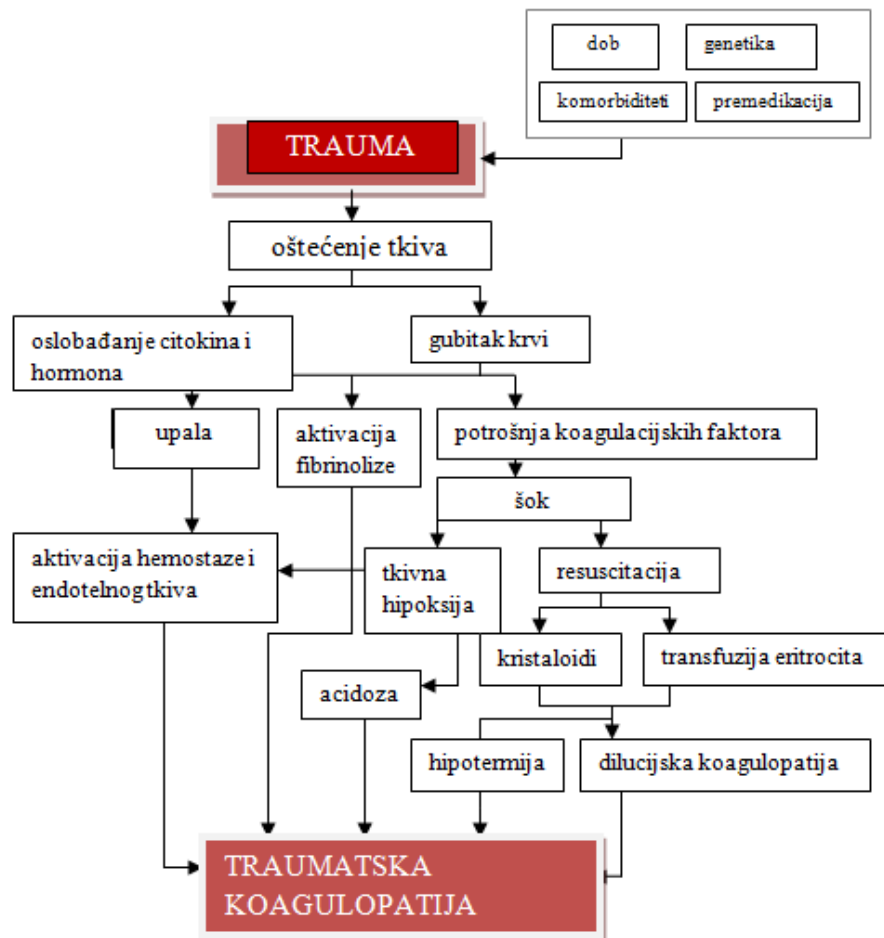 dob
genetika
komorbiditeti
premedikacija
TRAUMA
oštećenje tkiva
oslobađanje citokina i
hormona
gubitak krvi
upala
aktivacija
fibrinolize
potrošnja koagulacijskih faktora
šok
aktivacija hemostaze i
endotelnog tkiva
tkivna
hipoksija
resuscitacija
kristaloidi
transfuzija eritrocita
acidoza
hipotermija
dilucijska koagulopatija
TRAUMATSKA
KOAGULOPATIJA